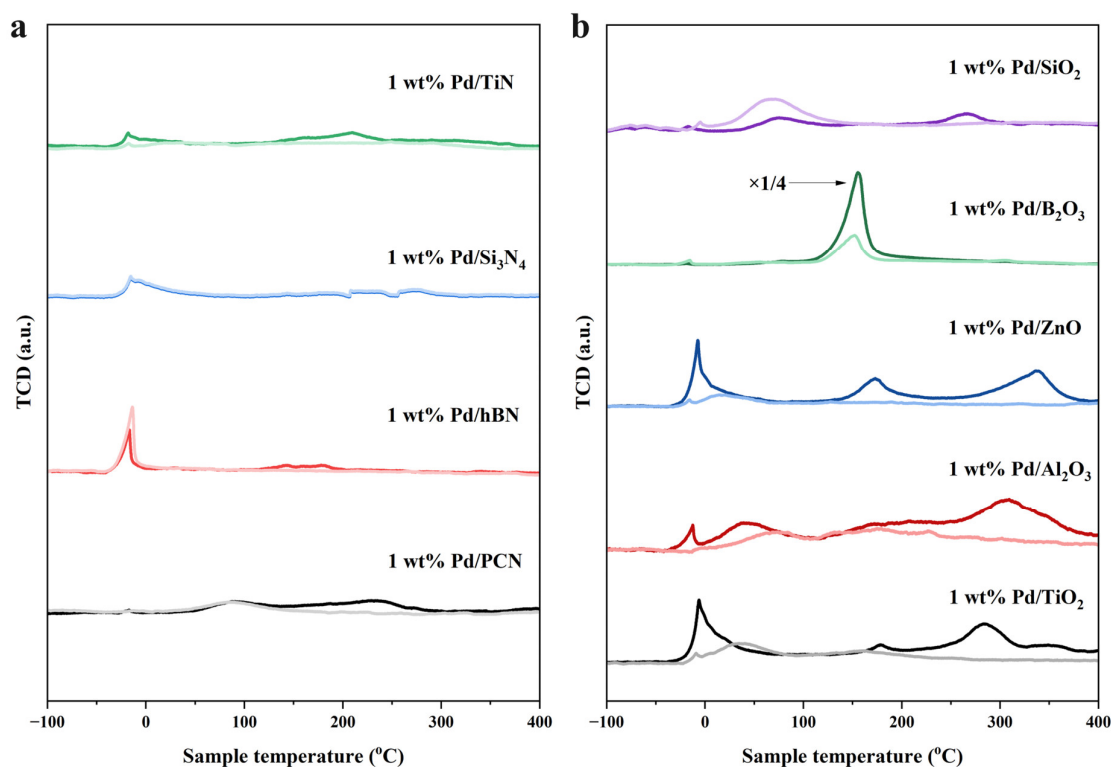 a
1 wt% Pd/TiN
1 wt% Pd/Si₃N₄
1 wt% Pd/hBN
1 wt% Pd/PCN
TCD (a.u.)
−100 0 100 200 300 400
Sample temperature (ºC)
b
1 wt% Pd/SiO₂
×1/4
1 wt% Pd/B₂O₃
1 wt% Pd/ZnO
1 wt% Pd/Al₂O₃
1 wt% Pd/TiO₂
TCD (a.u.)
−100 0 100 200 300 400
Sample temperature (ºC)